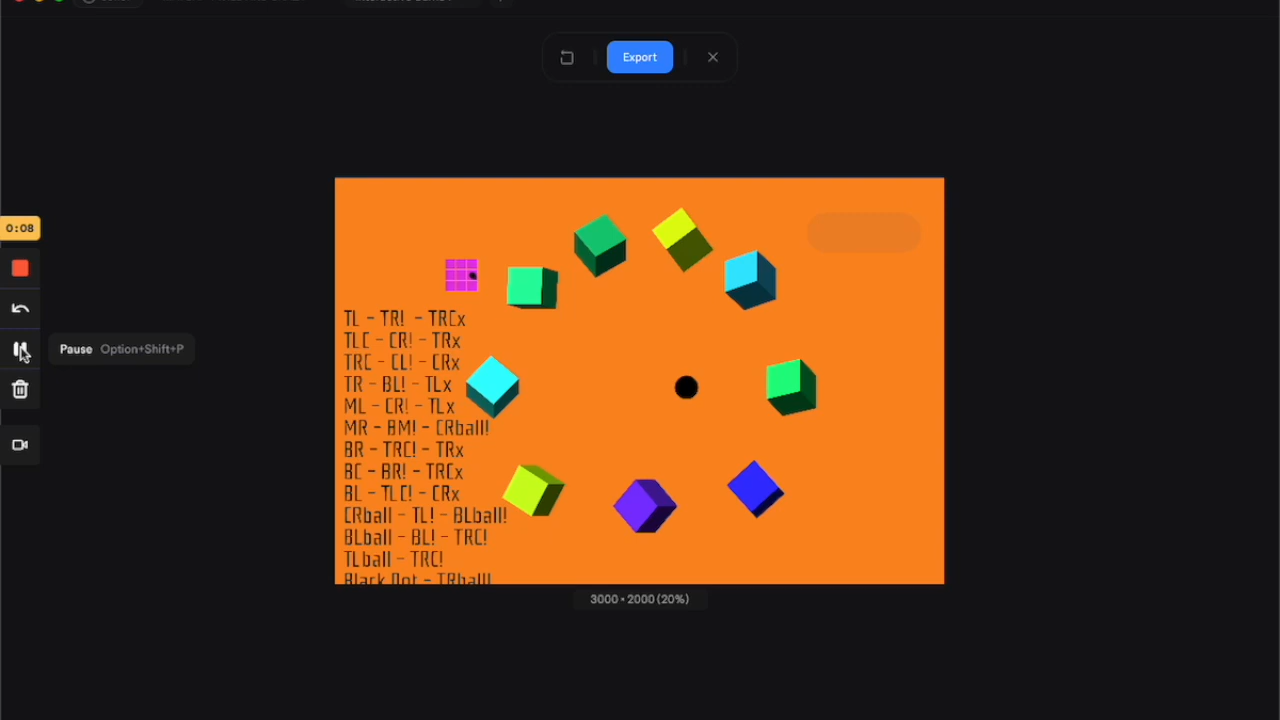 Export
0:08
Pause Option+Shift+P
TL - TR! - TRCx
TLC - CR! - TRx
TRC - CL! - CRx
TR - BL! - TLx
ML - CR! - TLx
MR - BM! - CRball!
BR - TRC! - TRx
BC - BR! - TRCx
BL - TLC! - CRx
CRball - TL! - BLball!
BLball - BL! - TRC!
TLball - TRC!
Black Dot - TRball!
3000 • 2000 (20%)